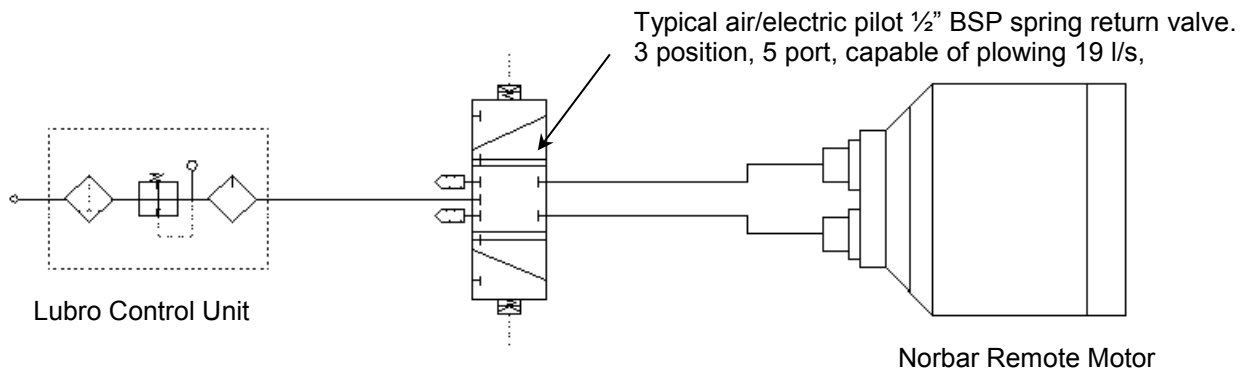 Typical air/electric pilot ½” BSP spring return valve.
3 position, 5 port, capable of plowing 19 l/s,
Lubro Control Unit
Norbar Remote Motor